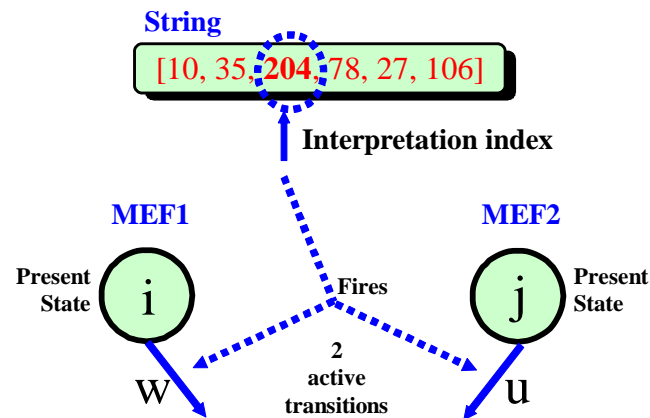 String
[10, 35, 204, 78, 27, 106]
Interpretation index
MEF1
MEF2
Present
State
i
j
Present
State
Fires
2
active
transitions
w
u